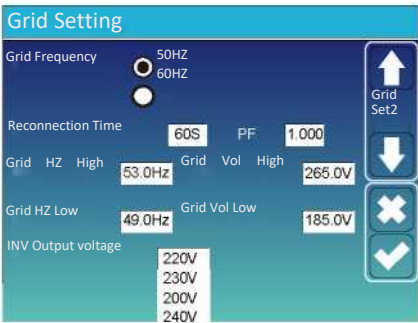 Grid Setting
Grid Frequency
50HZ
60HZ
Grid
Set2
Reconnection Time 60S PF 1.000
Grid HZ High 53.0Hz Grid Vol High 265.0V
Grid HZ Low 49.0Hz Grid Vol Low 185.0V
INV Output voltage
220V
230V
200V
240V